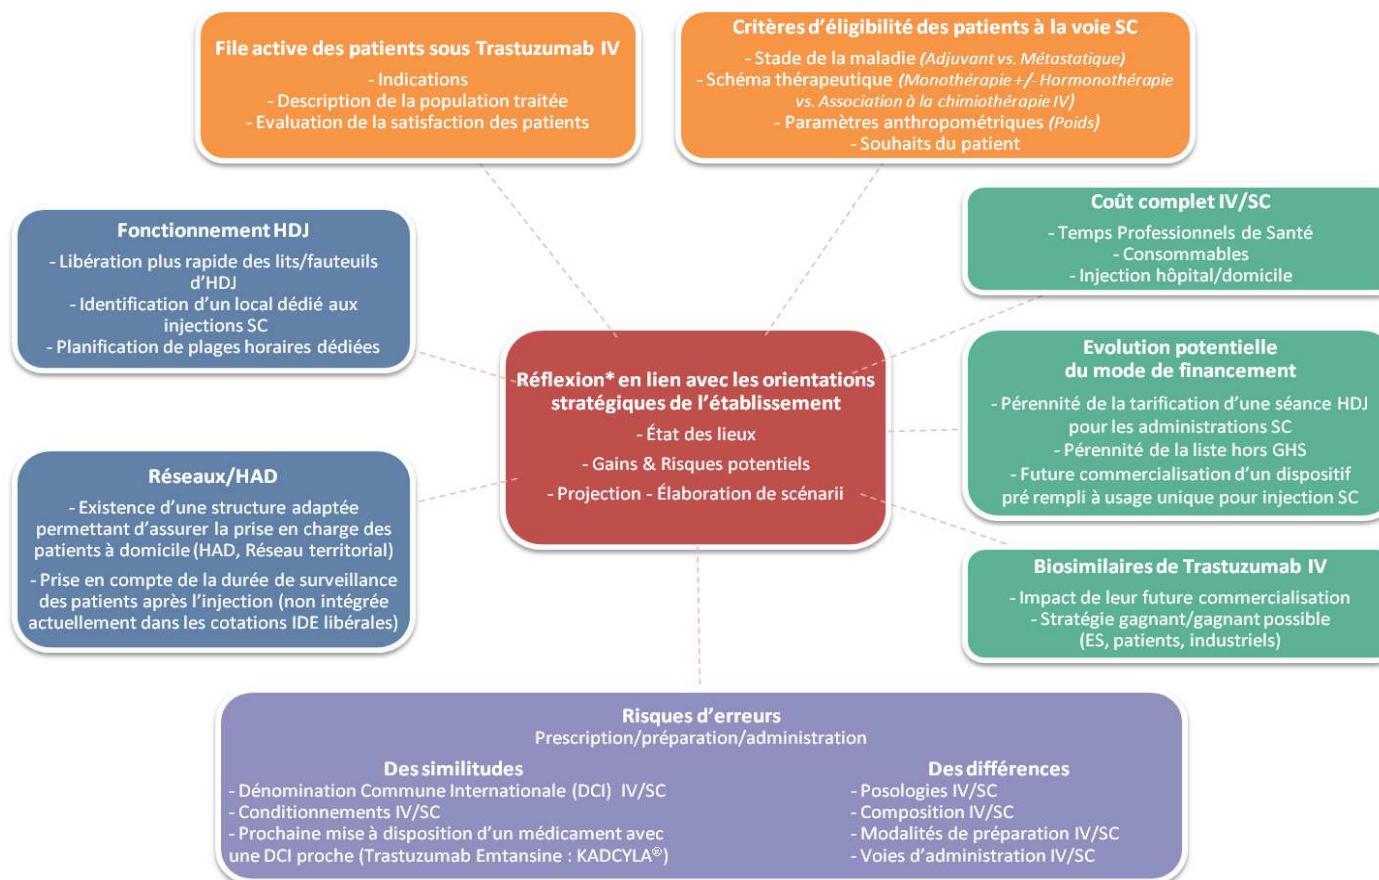 File active des patients sous Trastuzumab IV
- Indications
- Description de la population traitée
- Evaluation de la satisfaction des patients
Critères d'éligibilité des patients à la voie SC
- Stade de la maladie (Adjuvant vs. Métastatique)
- Schéma thérapeutique (Monothérapie +/- Hormonothérapie
vs. Association à la chimiothérapie IV)
- Paramètres anthropométriques (Poids)
- Souhaits du patient
Fonctionnement HDJ
- Libération plus rapide des lits/fauteuils
d'HDJ
- Identification d'un local dédié aux
injections SC
- Planification de plages horaires dédiées
Coût complet IV/SC
- Temps Professionnels de Santé
- Consommables
- Injection hôpital/domicile
Réflexion* en lien avec les orientations
stratégiques de l'établissement
- État des lieux
- Gains & Risques potentiels
- Projection - Élaboration de scénarii
Evolution potentielle
du mode de financement
- Pérennité de la tarification d'une séance HDJ
pour les administrations SC
- Pérennité de la liste hors GHS
- Future commercialisation d'un dispositif
pré rempli à usage unique pour injection SC
Réseaux/HAD
- Existence d'une structure adaptée
permettant d'assurer la prise en charge des
patients à domicile (HAD, Réseau territorial)
- Prise en compte de la durée de surveillance
des patients après l'injection (non intégrée
actuellement dans les cotations IDE libérales)
Biosimilaires de Trastuzumab IV
- Impact de leur future commercialisation
- Stratégie gagnant/gagnant possible
(ES, patients, industriels)
Risques d'erreurs
Prescription/préparation/administration
Des similitudes
- Dénomination Commune Internationale (DCI) IV/SC
- Conditionnements IV/SC
- Prochaine mise à disposition d'un médicament avec
une DCI proche (Trastuzumab Emtansine : KADCYLA®)
Des différences
- Posologies IV/SC
- Composition IV/SC
- Modalités de préparation IV/SC
- Voies d'administration IV/SC